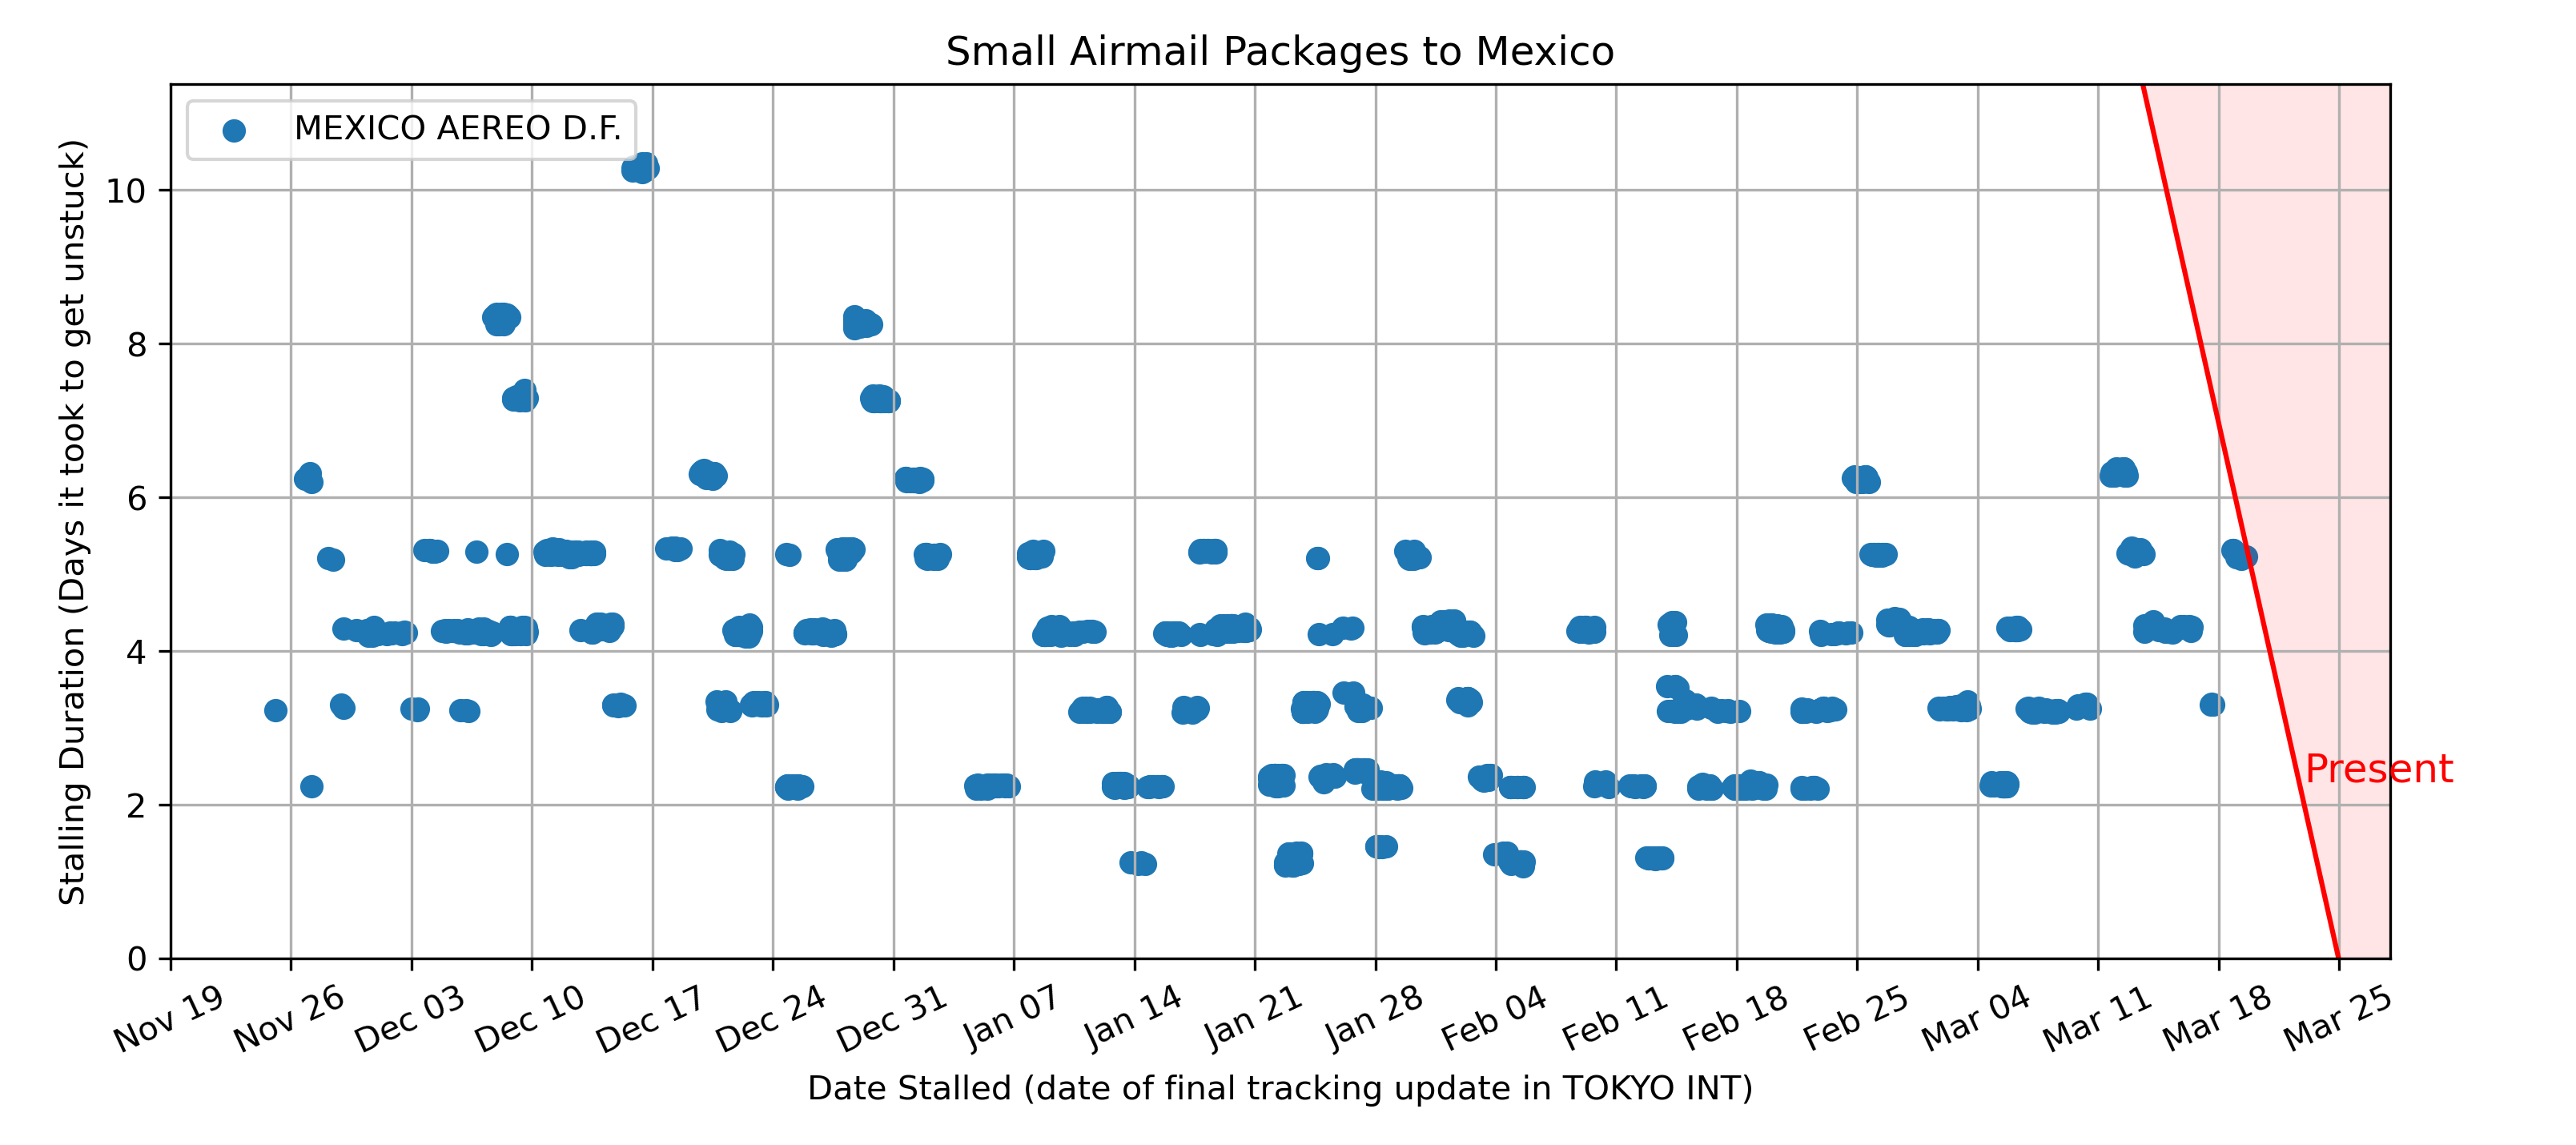 Small Airmail Packages to Mexico
MEXICO AEREO D.F.
Stalling Duration (Days it took to get unstuck)
10
8
6
4
2
0
Present
Nov 19
Nov 26
Dec 03
Dec 10
Dec 17
Dec 24
Dec 31
Jan 07
Jan 14
Jan 21
Jan 28
Feb 04
Feb 11
Feb 18
Feb 25
Mar 04
Mar 11
Mar 18
Mar 25
Date Stalled (date of final tracking update in TOKYO INT)